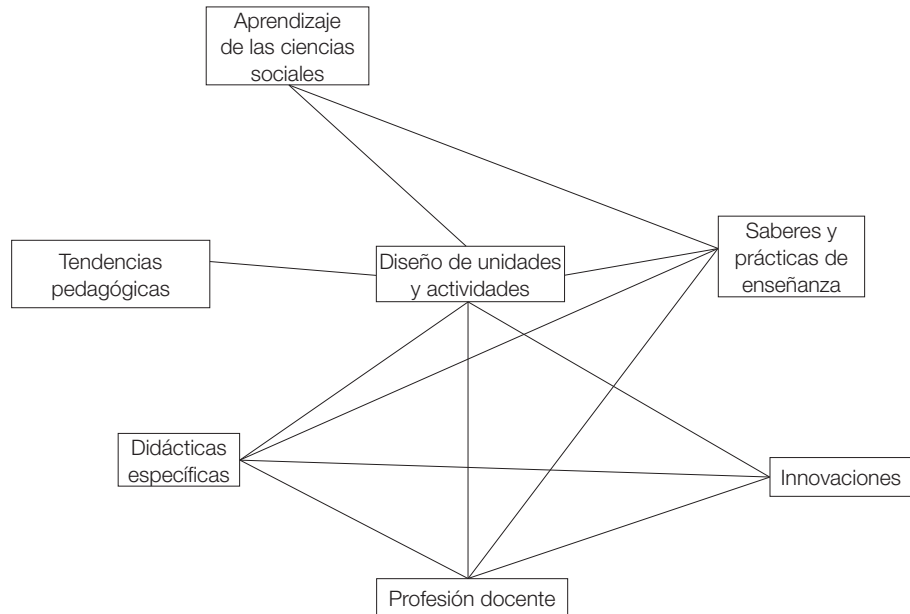 Aprendizaje
de las ciencias
sociales
Saberes y
prácticas de
enseñanza
Tendencias
pedagógicas
Diseño de unidades
y actividades
Didácticas
específicas
Innovaciones
Profesión docente